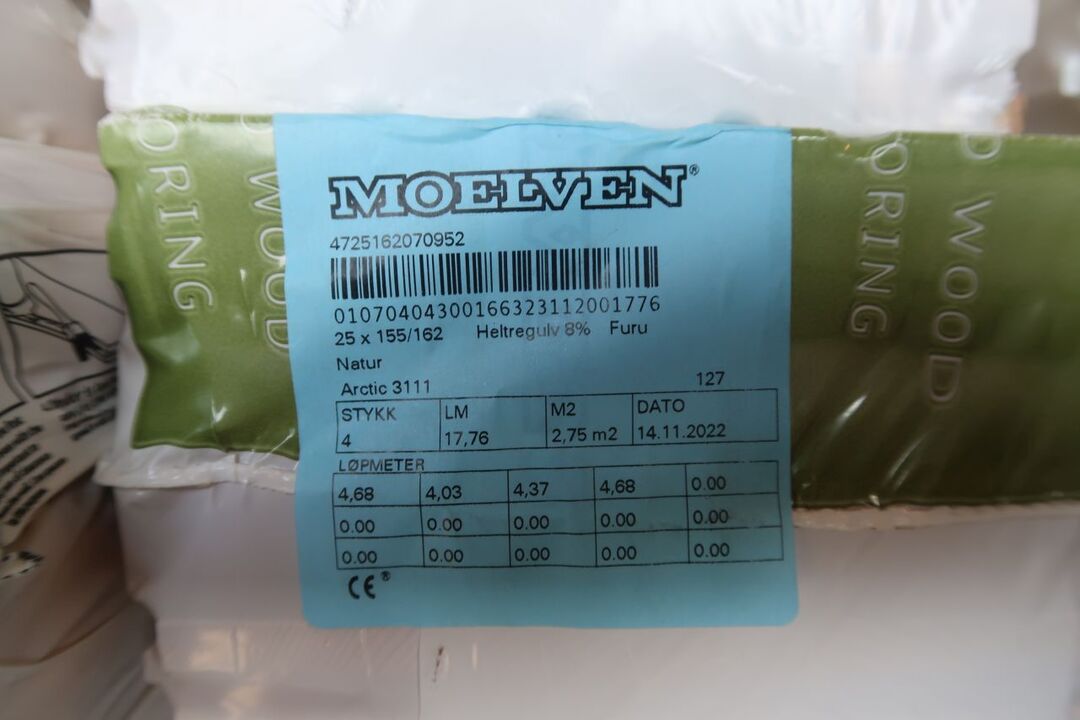 MOELVEN®
4725162070952
01070404300166323112001776
25 x 155/162 Heltregulv 8% Furu
Natur
Arctic 3111 127
STYKK LM M2 DATO
4 17,76 2,75 m2 14.11.2022
LØPMETER
4,68 4,03 4,37 4,68 0.00
0.00 0.00 0.00 0.00 0.00
0.00 0.00 0.00 0.00 0.00
CE®
WOOD
ORING
WOOD
ORING